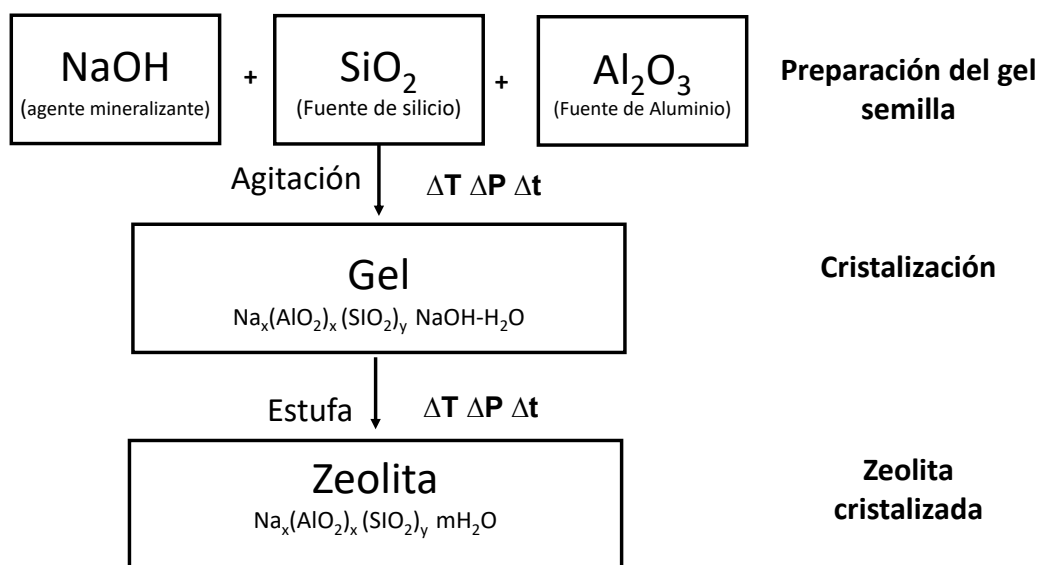 NaOH
(agente mineralizante)
+
SiO₂
(Fuente de silicio)
+
Al₂O₃
(Fuente de Aluminio)
Preparación del gel
semilla
Agitación
ΔT ΔP Δt
Gel
Naₓ(AlO₂)ₓ (SIO₂)ᵧ NaOH-H₂O
Cristalización
Estufa
ΔT ΔP Δt
Zeolita
Naₓ(AlO₂)ₓ (SIO₂)ᵧ mH₂O
Zeolita
cristalizada